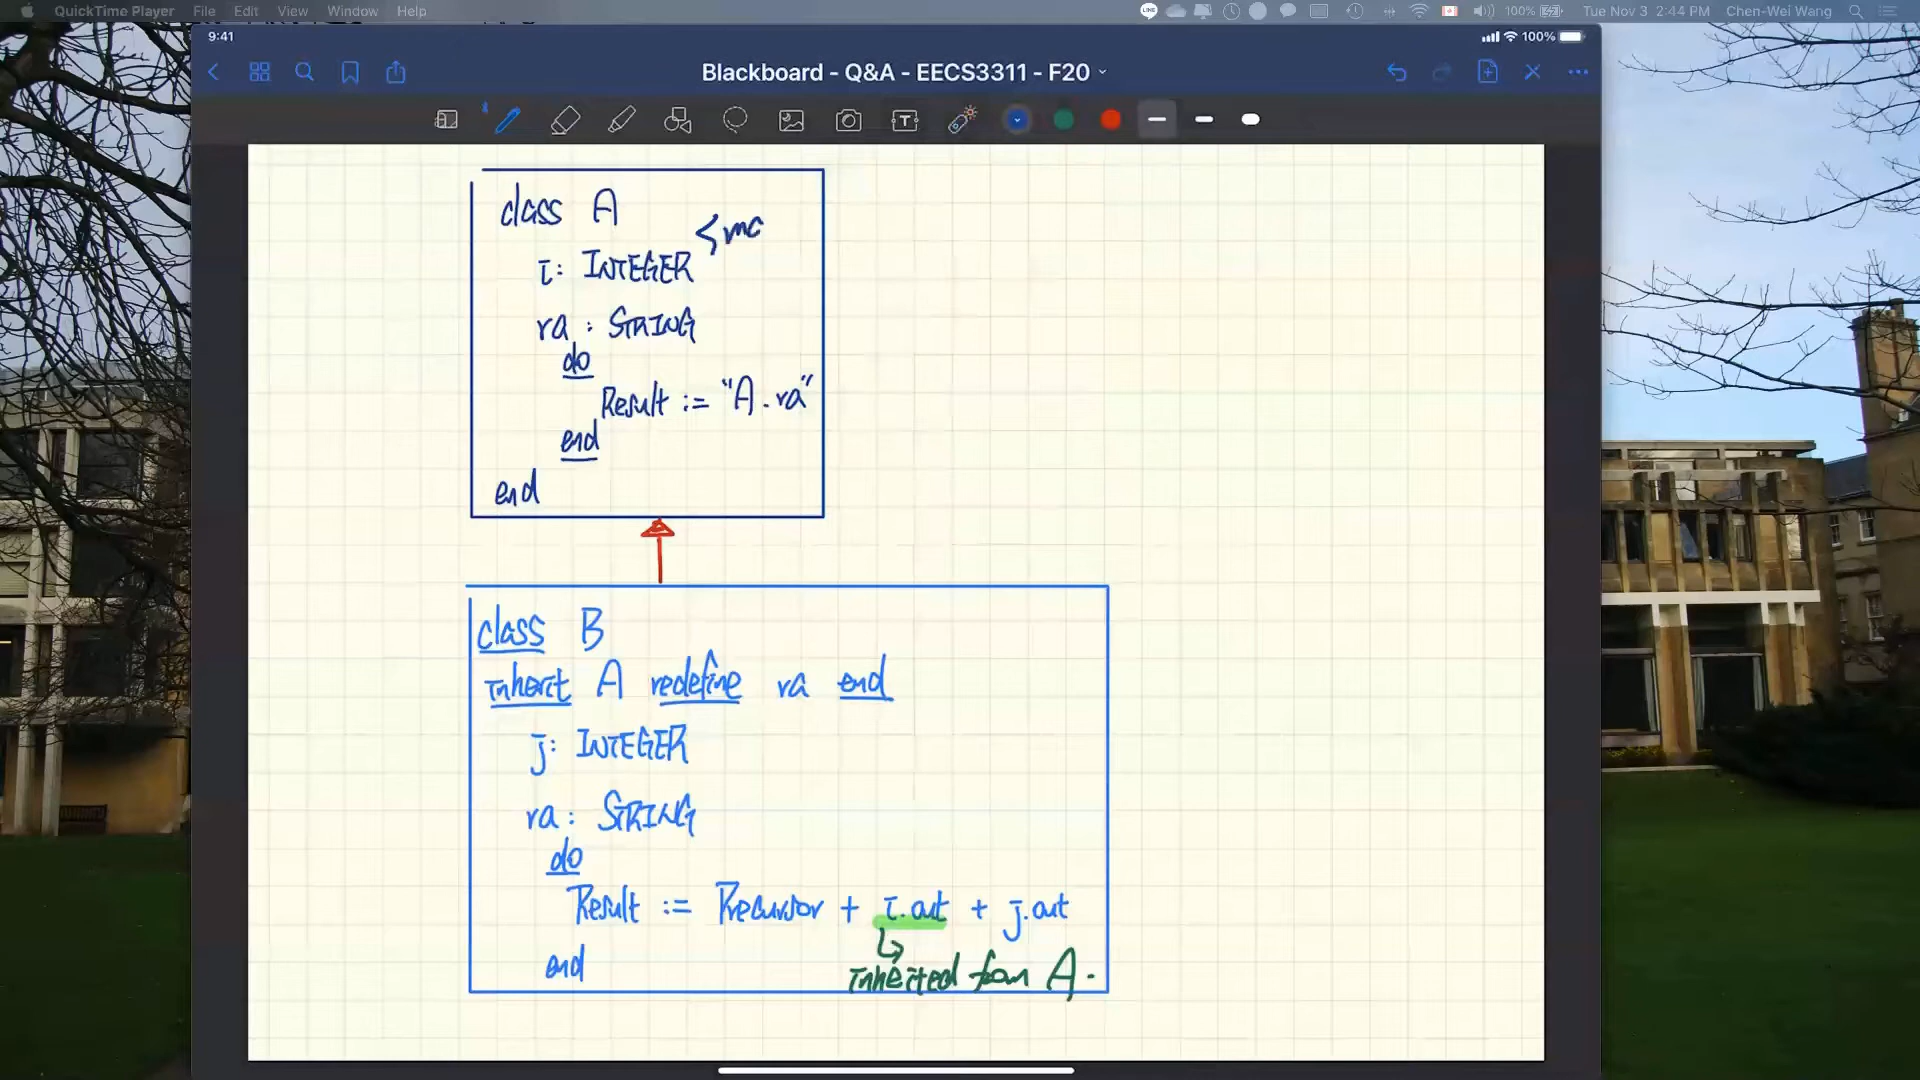 QuickTime Player File Edit View Window Help 100% Tue Nov 3 2:44 PM Chen-Wei Wang
9:41 100%
Blackboard - Q&A - EECS3311 - F20
class A
< mc
i: INTEGER
ra : STRING
do
Result := "A.ra"
end
end
class B
inherit A redefine ra end
j: INTEGER
ra: STRING
do
Result := Precursor + i.out + j.out
end
inherited from A.